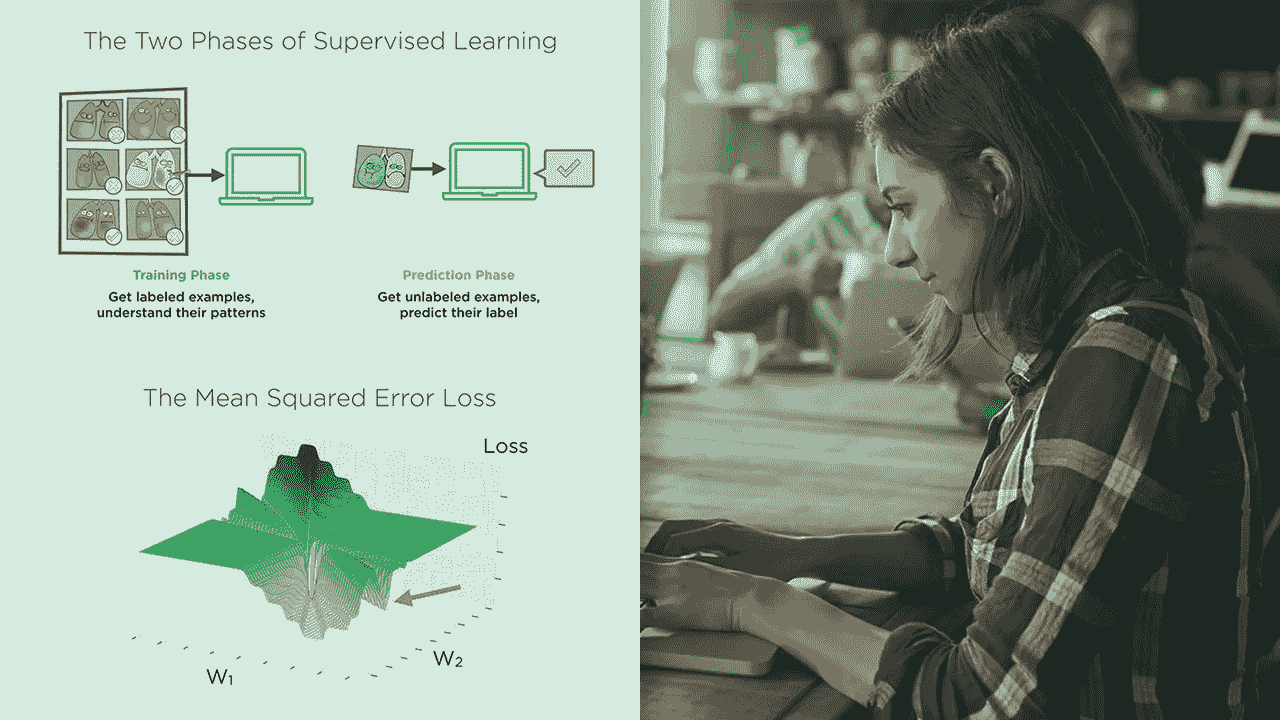 The Two Phases of Supervised Learning
Training Phase
Get labeled examples,
understand their patterns
Prediction Phase
Get unlabeled examples,
predict their label
The Mean Squared Error Loss
Loss
W₂
W₁